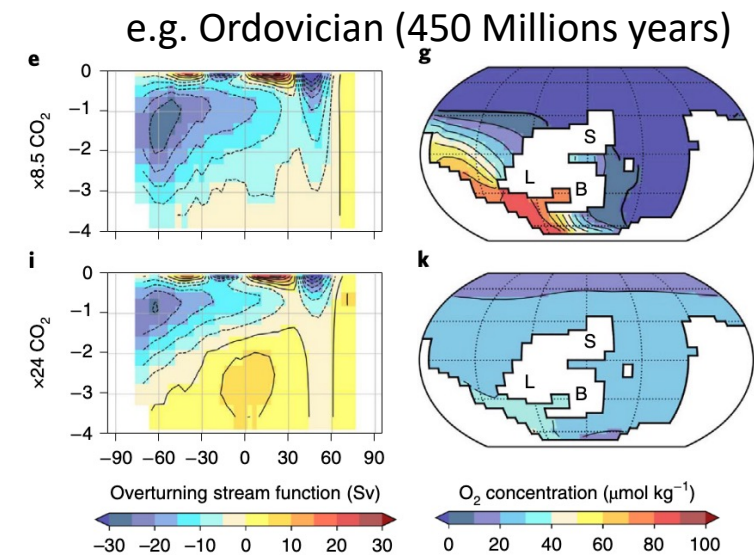 e.g. Ordovician (450 Millions years)
e
g
×8.5 CO₂
0
−1
−2
−3
−4
S
L
B
i
k
×24 CO₂
0
−1
−2
−3
−4
S
L
B
−90 −60 −30 0 30 60 90
Overturning stream function (Sv)
O₂ concentration (μmol kg⁻¹)
−30 −20 −10 0 10 20 30
0 20 40 60 80 100